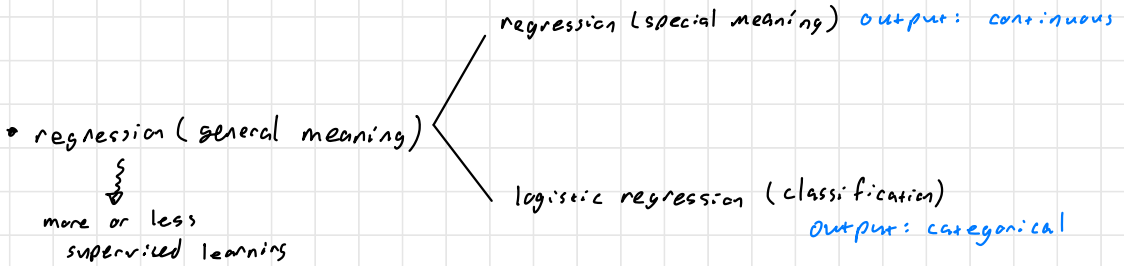 regression (special meaning) output: continuous
• regression (general meaning)
more or less
supervised learning
logistic regression (classification)
output: categorical